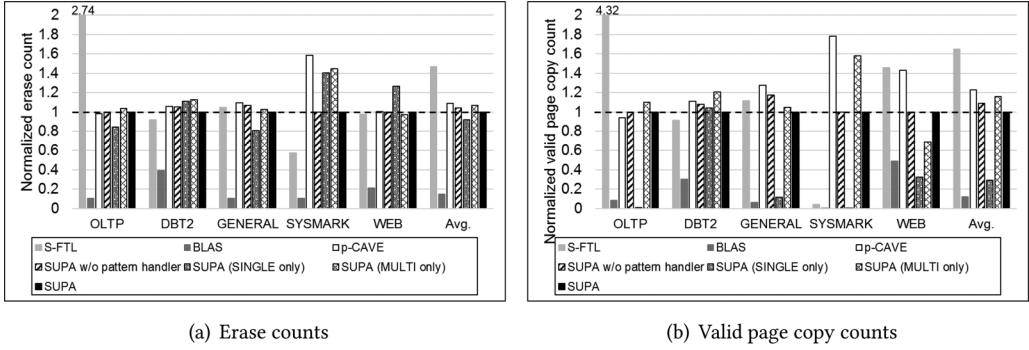 2.74
2
1.8
1.6
1.4
1.2
1
0.8
0.6
0.4
0.2
0
Normalized erase count
OLTP DBT2 GENERAL SYSMARK WEB Avg.
S-FTL BLAS p-CAVE
SUPA w/o pattern handler SUPA (SINGLE only) SUPA (MULTI only)
SUPA
(a) Erase counts
4.32
2
1.8
1.6
1.4
1.2
1
0.8
0.6
0.4
0.2
0
Normalized valid page copy count
OLTP DBT2 GENERAL SYSMARK WEB Avg.
S-FTL BLAS p-CAVE
SUPA w/o pattern handler SUPA (SINGLE only) SUPA (MULTI only)
SUPA
(b) Valid page copy counts